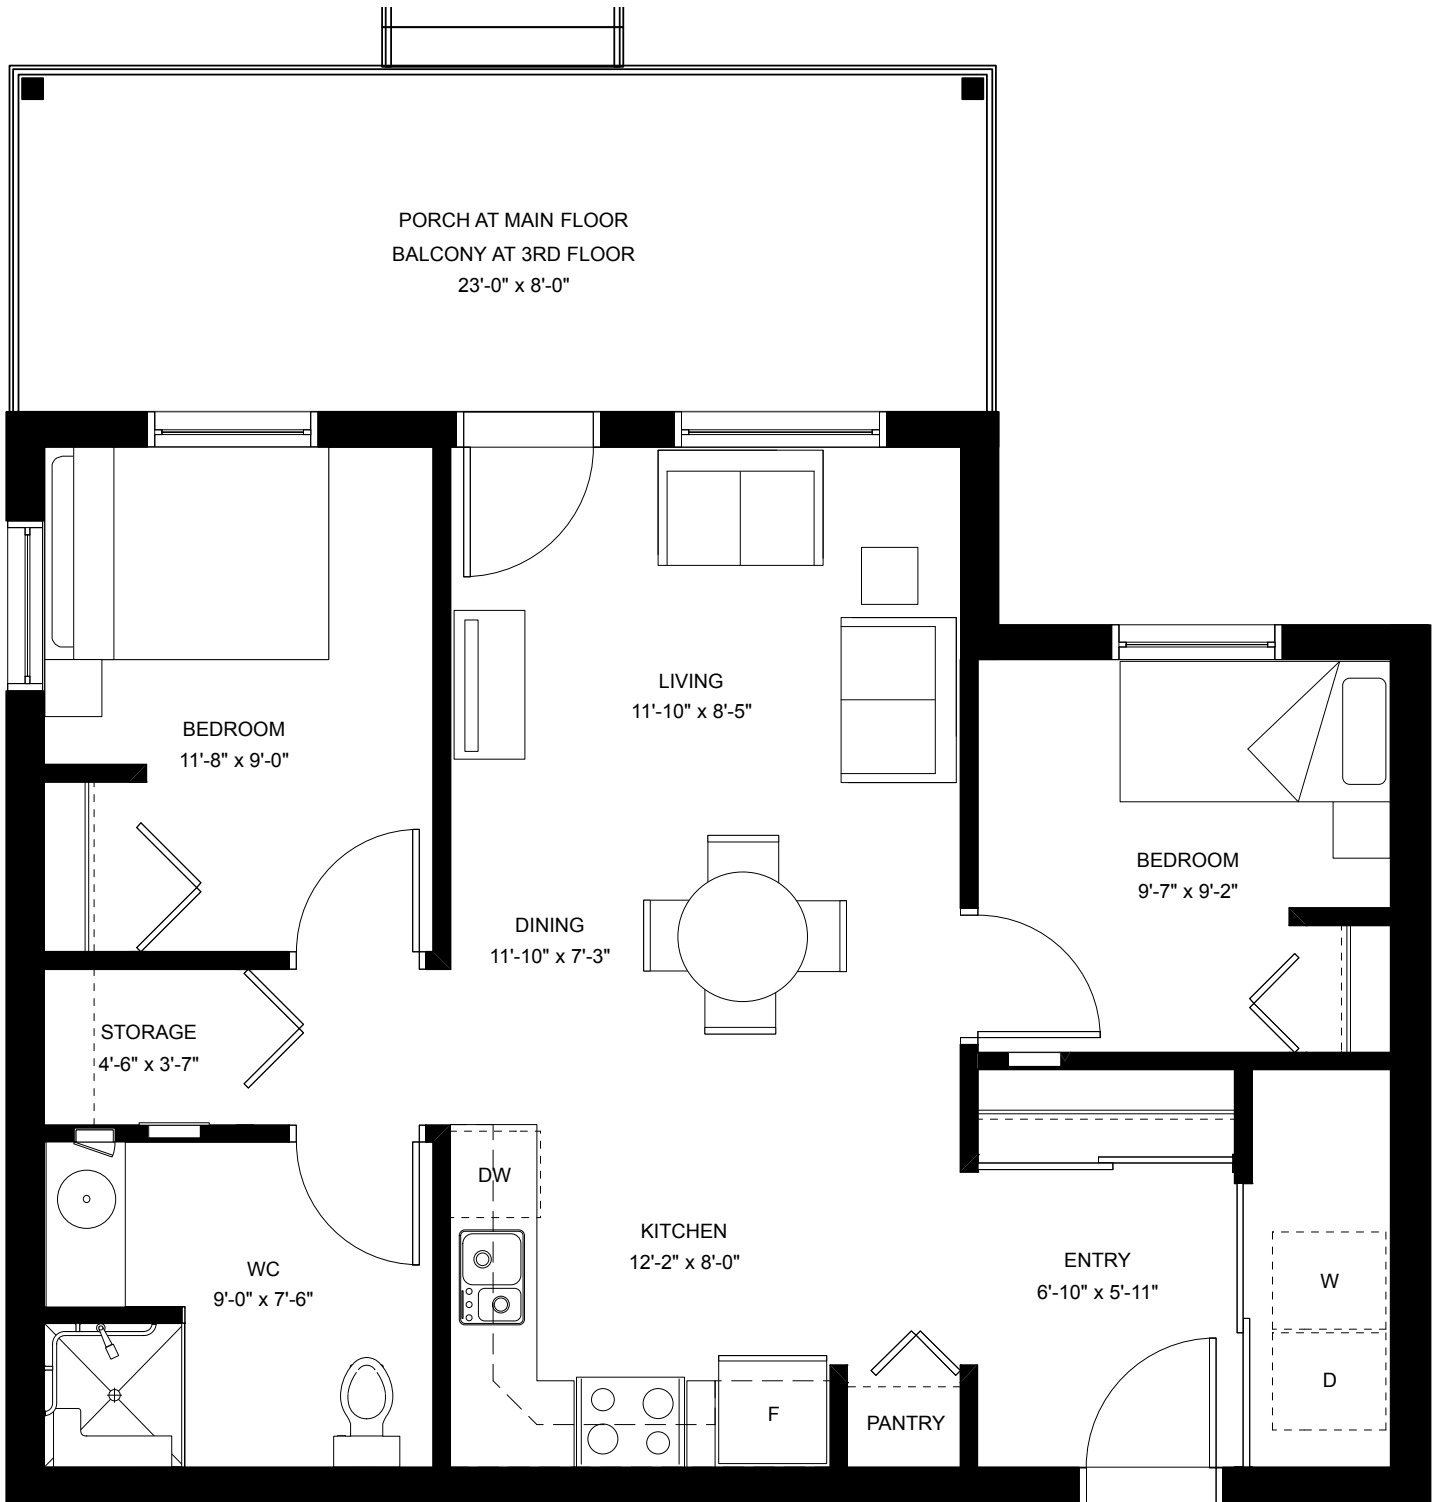 PORCH AT MAIN FLOOR
BALCONY AT 3RD FLOOR
23'-0" x 8'-0"
LIVING
11'-10" x 8'-5"
BEDROOM
11'-8" x 9'-0"
BEDROOM
9'-7" x 9'-2"
DINING
11'-10" x 7'-3"
STORAGE
4'-6" x 3'-7"
DW
KITCHEN
12'-2" x 8'-0"
WC
9'-0" x 7'-6"
ENTRY
6'-10" x 5'-11"
W
D
F
PANTRY